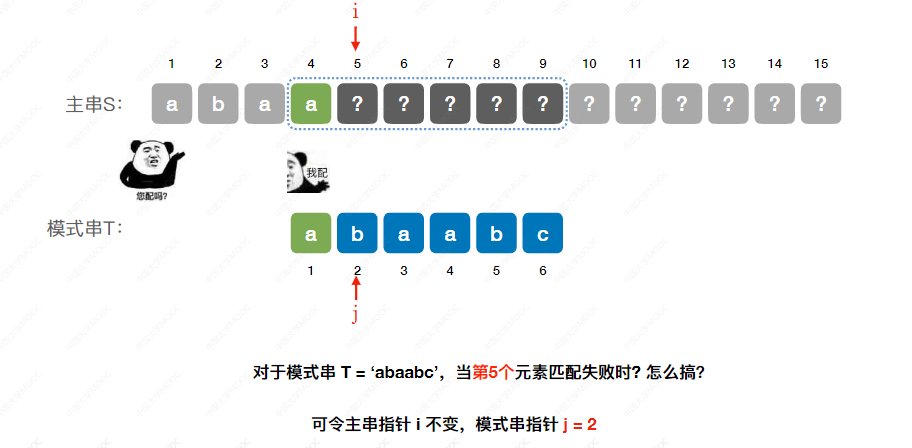 i
1 2 3 4 5 6 7 8 9 10 11 12 13 14 15
主串S： a b a a ? ? ? ? ? ? ? ? ? ? ?
您配吗?
我配
模式串T： a b a a b c
1 2 3 4 5 6
j
对于模式串 T = ‘abaabc’，当第5个元素匹配失败时? 怎么搞?
可令主串指针 i 不变，模式串指针 j = 2